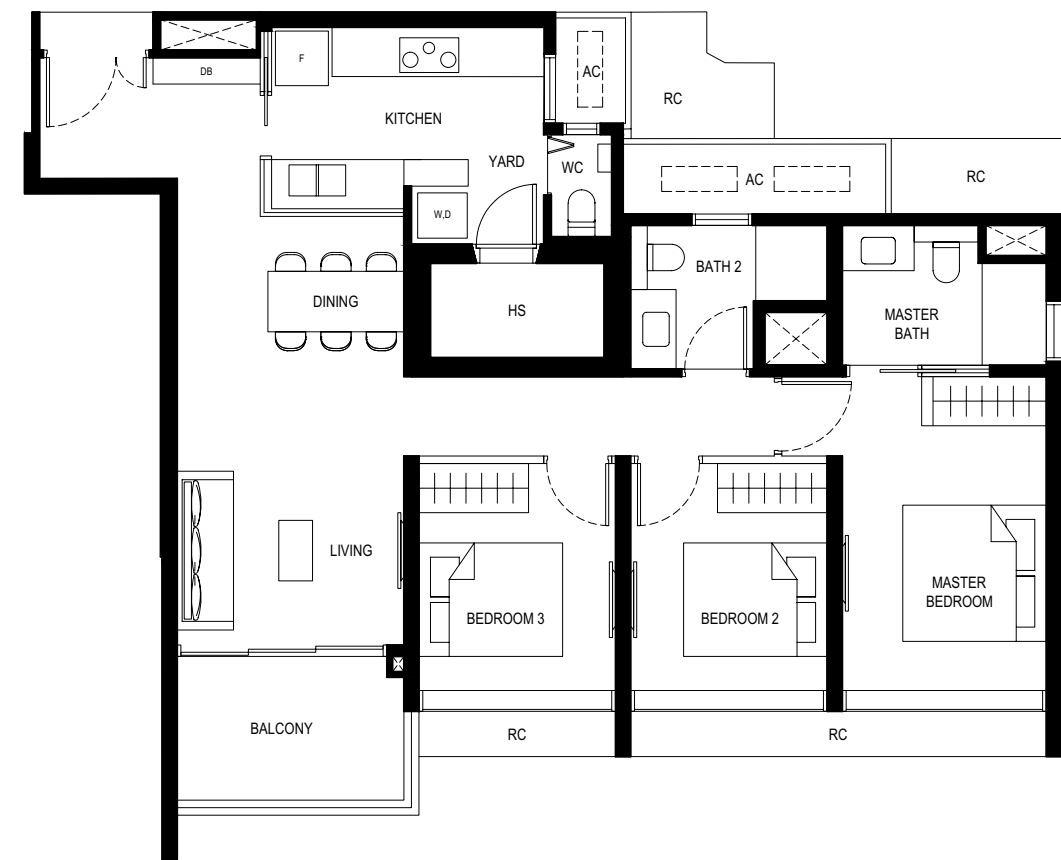 F
DB
AC
RC
KITCHEN
YARD
WC
AC
RC
W,D
BATH 2
DINING
HS
MASTER
BATH
LIVING
BEDROOM 3
BEDROOM 2
MASTER
BEDROOM
BALCONY
RC
RC